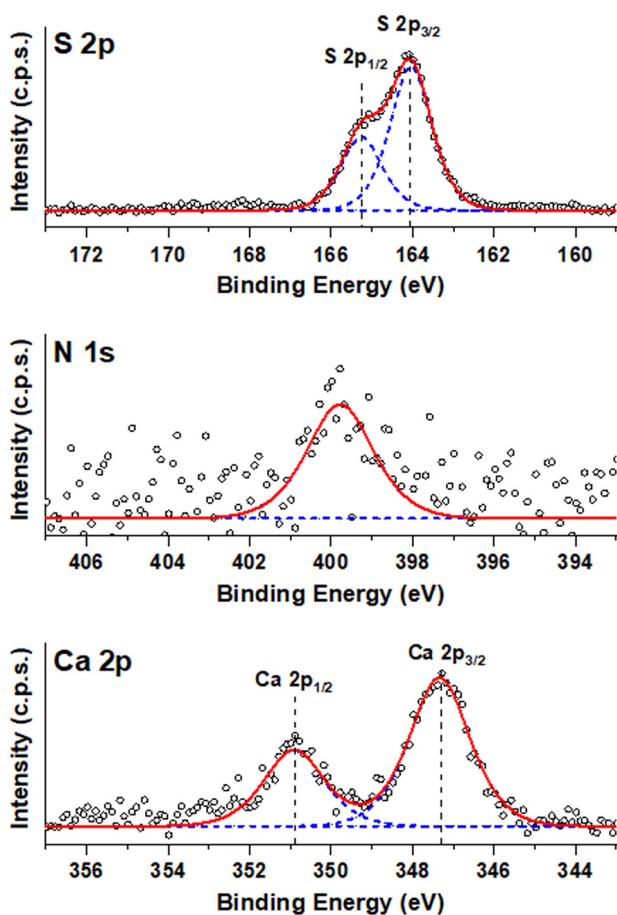 S 2p
S 2p1/2
S 2p3/2
Intensity (c.p.s.)
172 170 168 166 164 162 160
Binding Energy (eV)
N 1s
Intensity (c.p.s.)
406 404 402 400 398 396 394
Binding Energy (eV)
Ca 2p
Ca 2p1/2
Ca 2p3/2
Intensity (c.p.s.)
356 354 352 350 348 346 344
Binding Energy (eV)